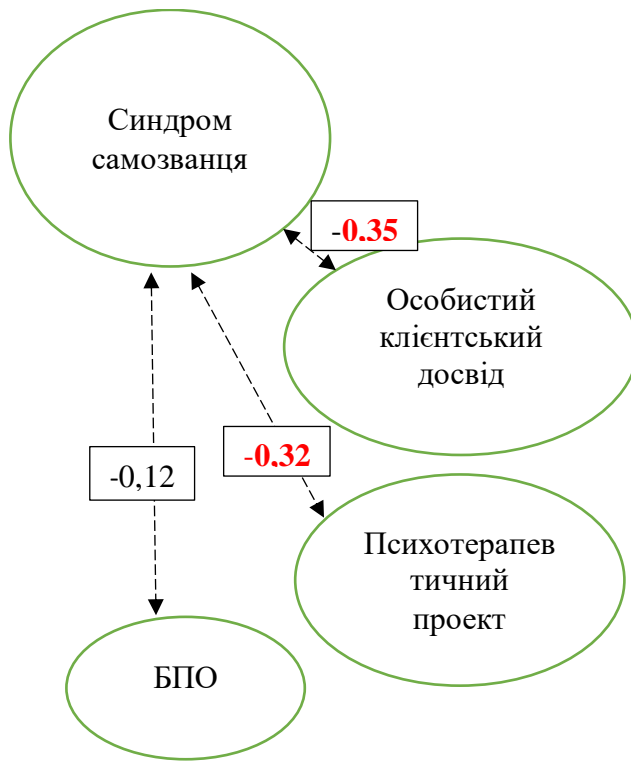 Синдром
самозванця
-0,35
Особистий
клієнтський
досвід
-0,32
-0,12
Психотерапев
тичний
проект
БПО